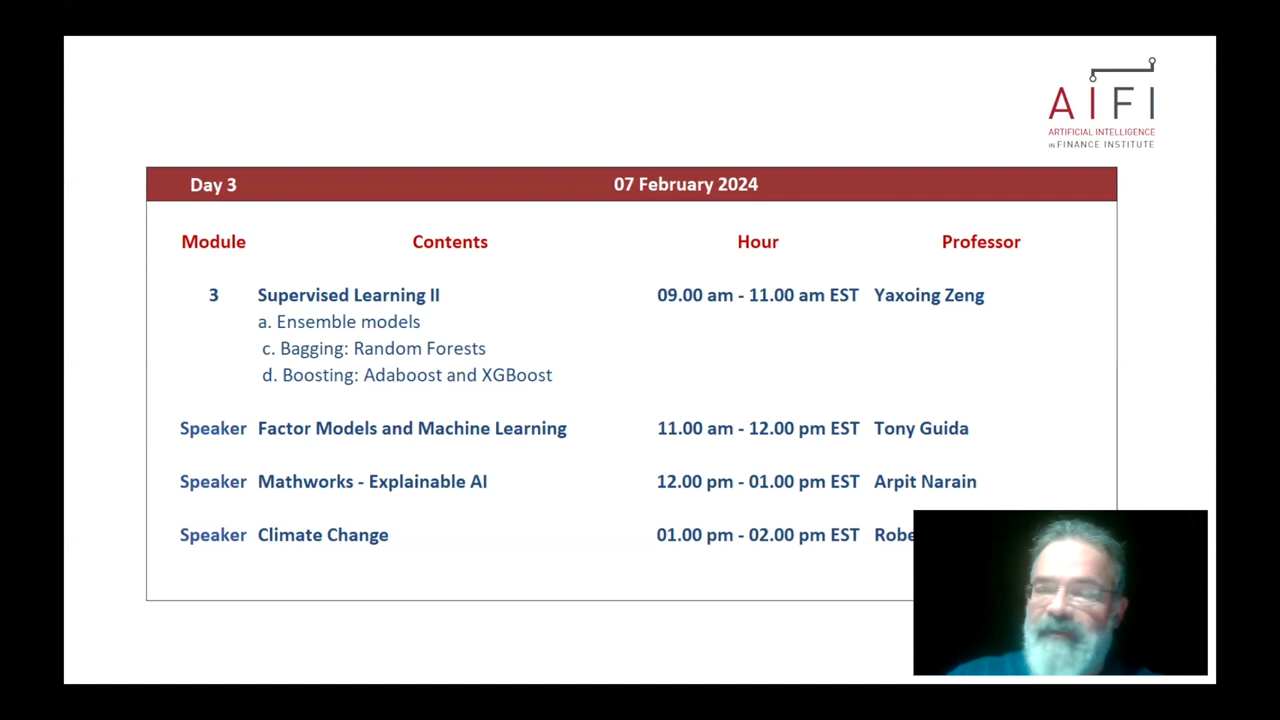 AIFI
ARTIFICIAL INTELLIGENCE
IN FINANCE INSTITUTE
Day 3 07 February 2024
Module Contents Hour Professor
3 Supervised Learning II 09.00 am - 11.00 am EST Yaxoing Zeng
a. Ensemble models
c. Bagging: Random Forests
d. Boosting: Adaboost and XGBoost
Speaker Factor Models and Machine Learning 11.00 am - 12.00 pm EST Tony Guida
Speaker Mathworks - Explainable AI 12.00 pm - 01.00 pm EST Arpit Narain
Speaker Climate Change 01.00 pm - 02.00 pm EST